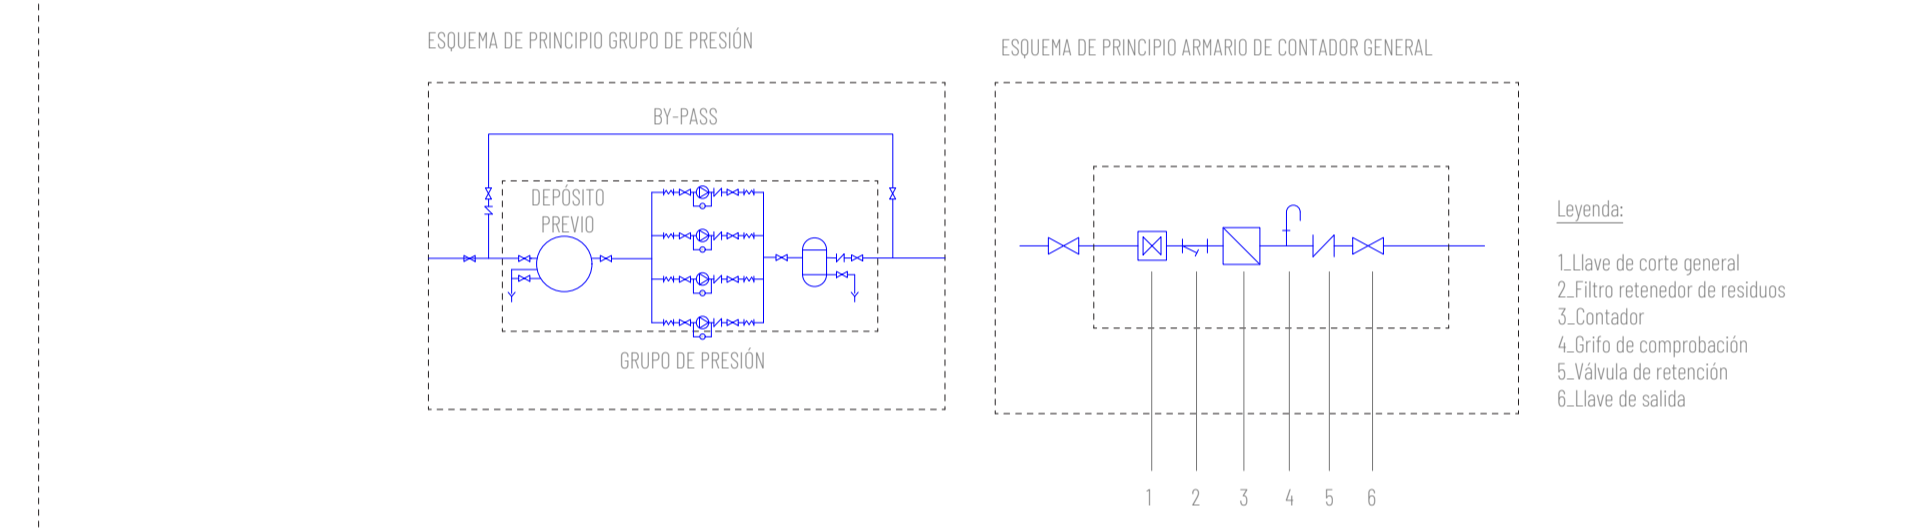 ESQUEMA DE PRINCIPIO GRUPO DE PRESIÓN
BY-PASS
DEPÓSITO
PREVIO
GRUPO DE PRESIÓN
ESQUEMA DE PRINCIPIO ARMARIO DE CONTADOR GENERAL
1 2 3 4 5 6
Leyenda:
1_Llave de corte general
2_Filtro retenedor de residuos
3_Contador
4_Grifo de comprobación
5_Válvula de retención
6_Llave de salida